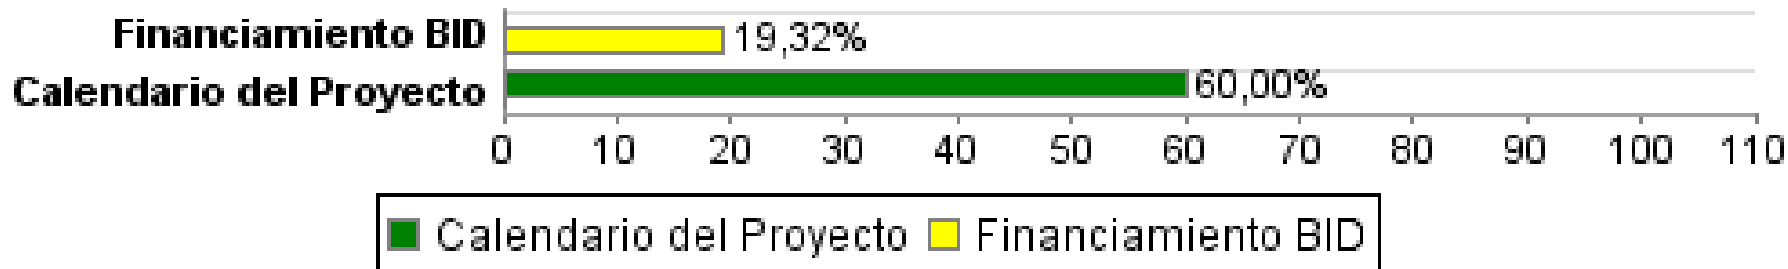 Financiamiento BID 19,32%
Calendario del Proyecto 60,00%
0 10 20 30 40 50 60 70 80 90 100 110
Calendario del Proyecto Financiamiento BID